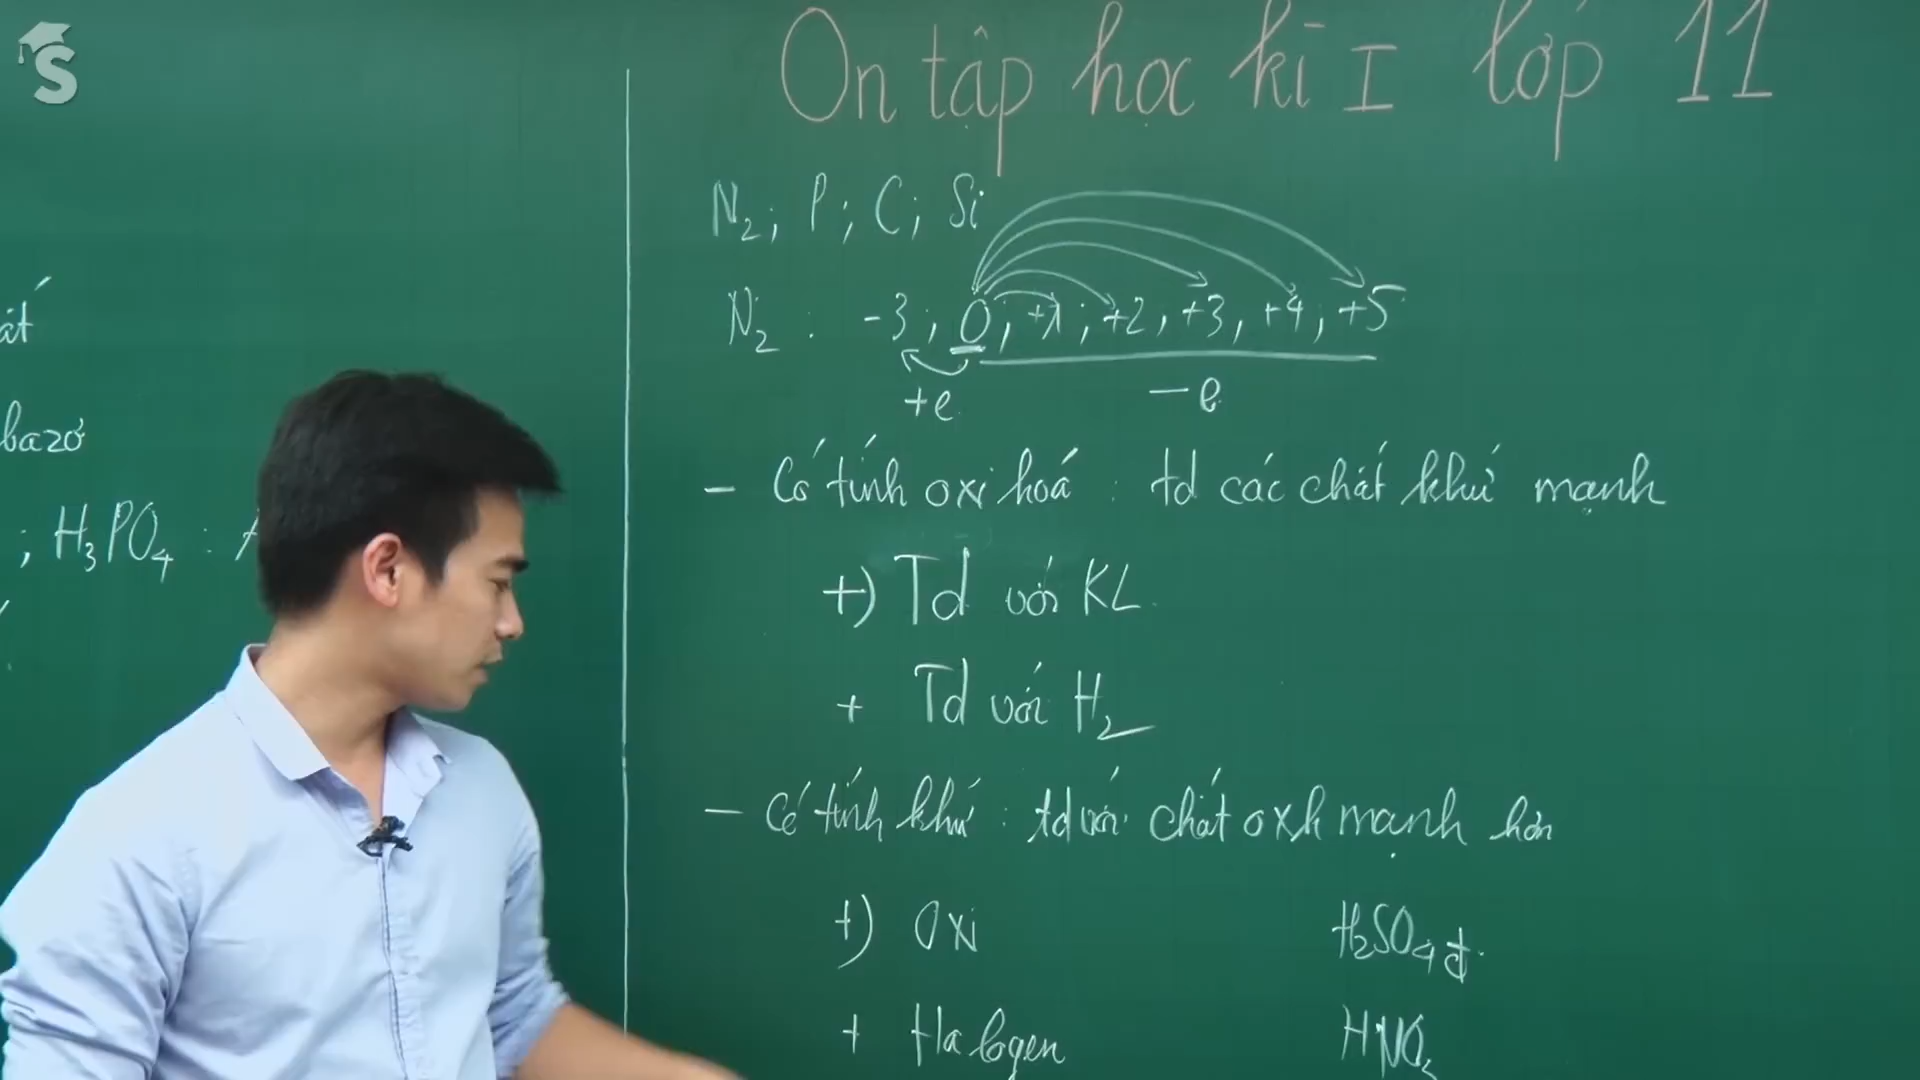 S
Ôn tập học kì I lớp 11
N2; P; C; Si
N2 : -3; 0; +1; +2, +3, +4, +5
+e -e
- Có tính oxi hoá : td các chất khử mạnh
+) Td với KL
+ Td với H2
- Có tính khử : td với chất oxh mạnh hơn
+) Oxi H2SO4 đ
+ Halogen HNO3
ất
bazơ
; H3PO4 :